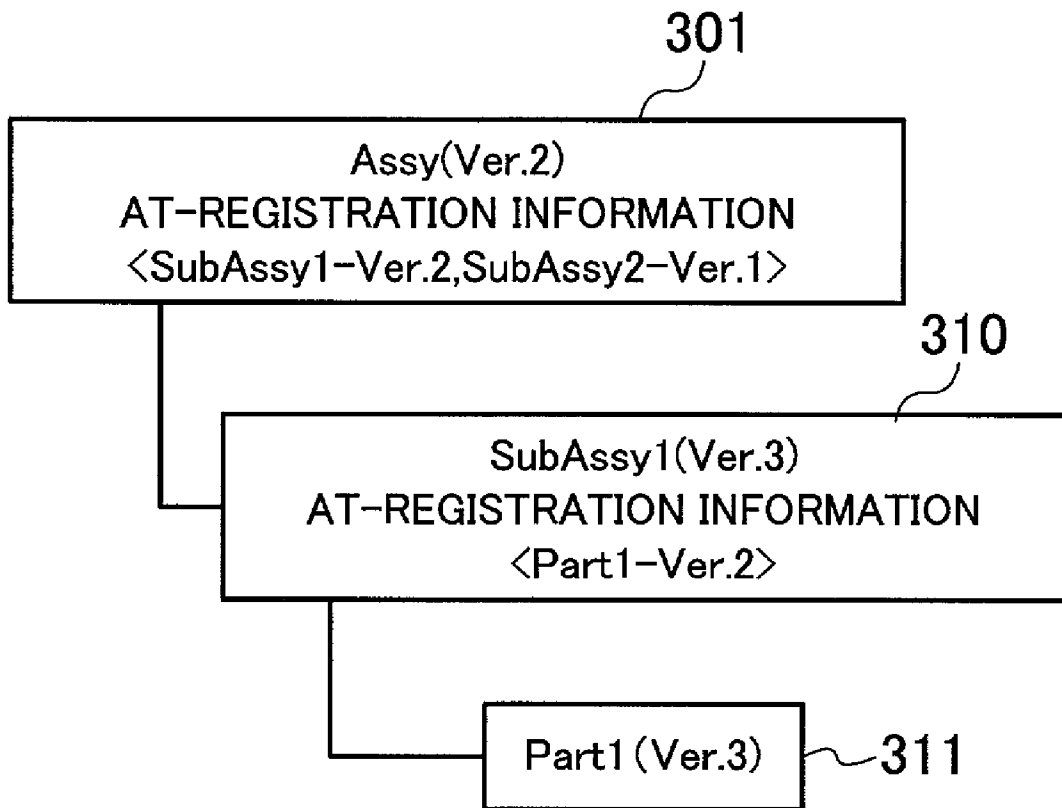 301
Assy(Ver.2)
AT-REGISTRATION INFORMATION
<SubAssy1-Ver.2,SubAssy2-Ver.1>
310
SubAssy1(Ver.3)
AT-REGISTRATION INFORMATION
<Part1-Ver.2>
Part1(Ver.3)
311